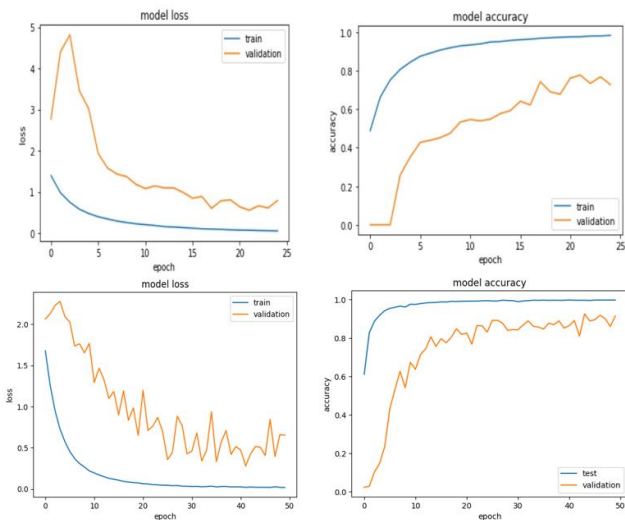 model loss
5
4
3
2
1
0
loss
train
validation
0 5 10 15 20 25
epoch
model accuracy
1.0
0.8
0.6
0.4
0.2
0.0
accuracy
train
validation
0 5 10 15 20 25
epoch
model loss
2.0
1.5
1.0
0.5
0.0
loss
train
validation
0 10 20 30 40 50
epoch
model accuracy
1.0
0.8
0.6
0.4
0.2
0.0
accuracy
test
validation
0 10 20 30 40 50
epoch